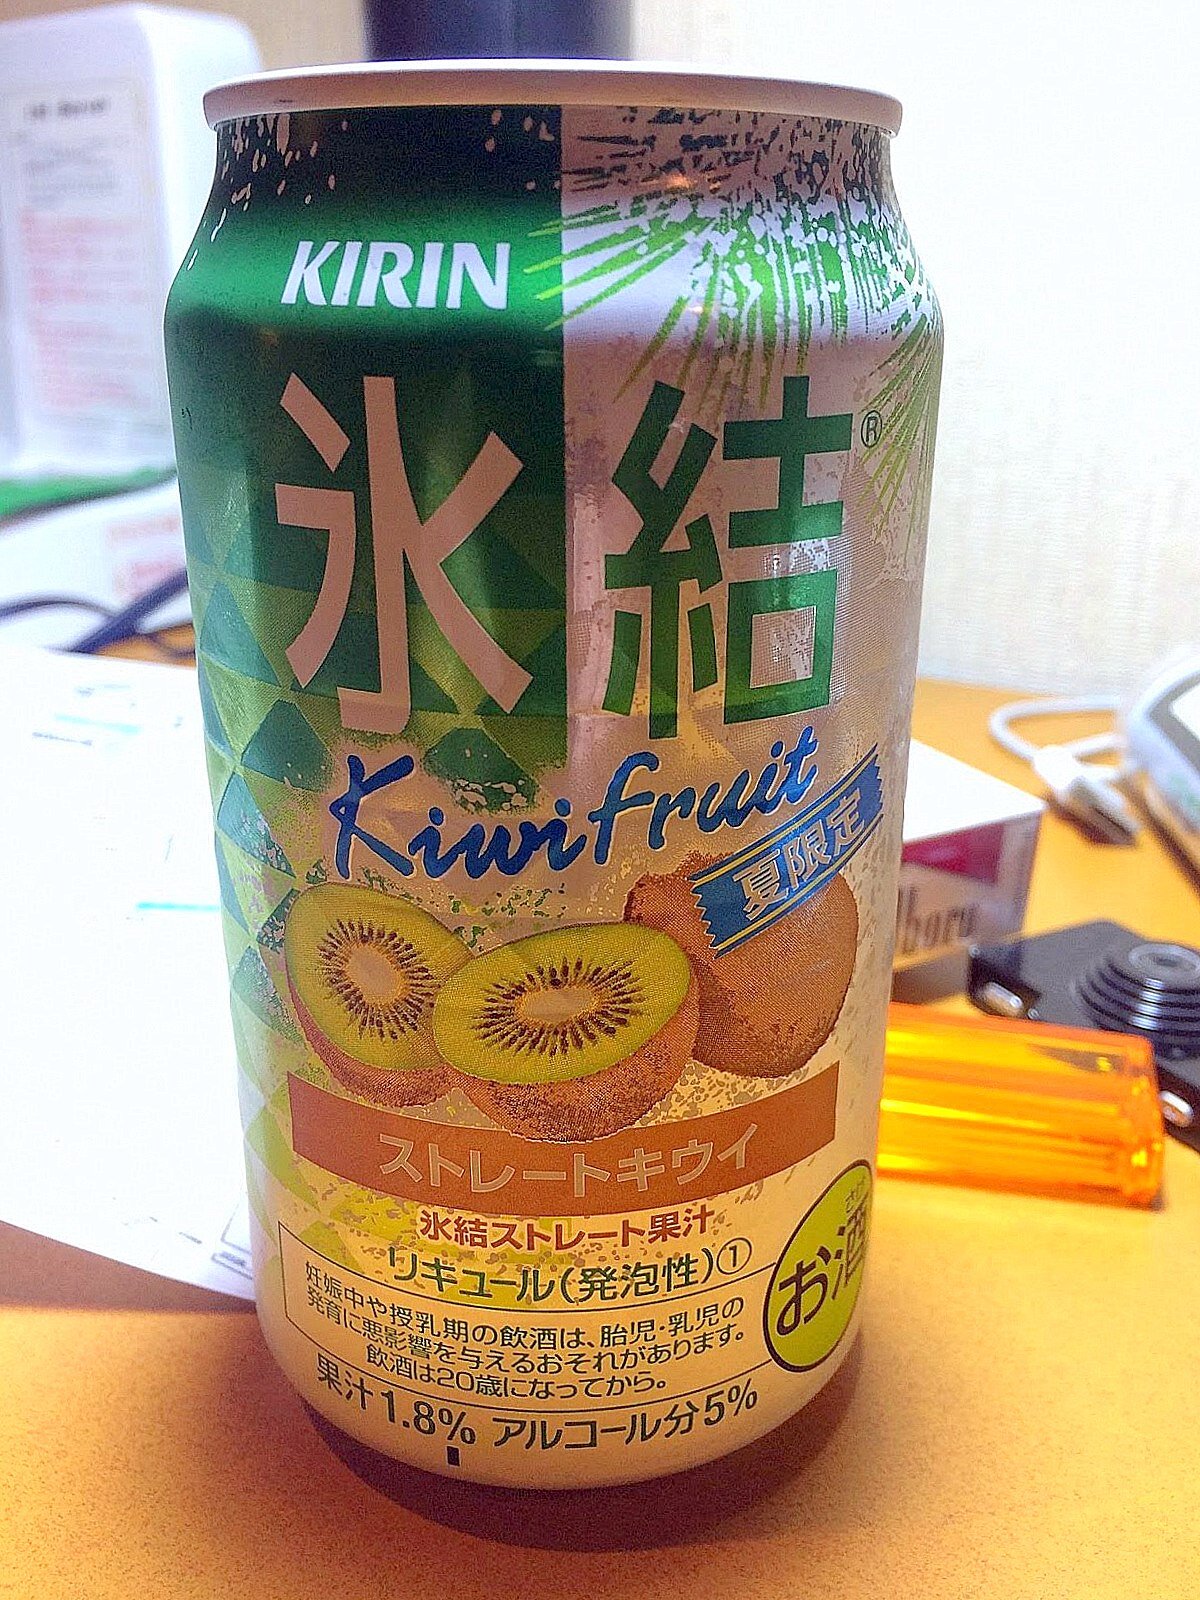 KIRIN
氷結®
Kiwifruit
夏限定
ストレートキウイ
氷結ストレート果汁
リキュール(発泡性)①
妊娠中や授乳期の飲酒は、胎児・乳児の
発育に悪影響を与えるおそれがあります。
飲酒は20歳になってから。
果汁1.8% アルコール分5%
お酒